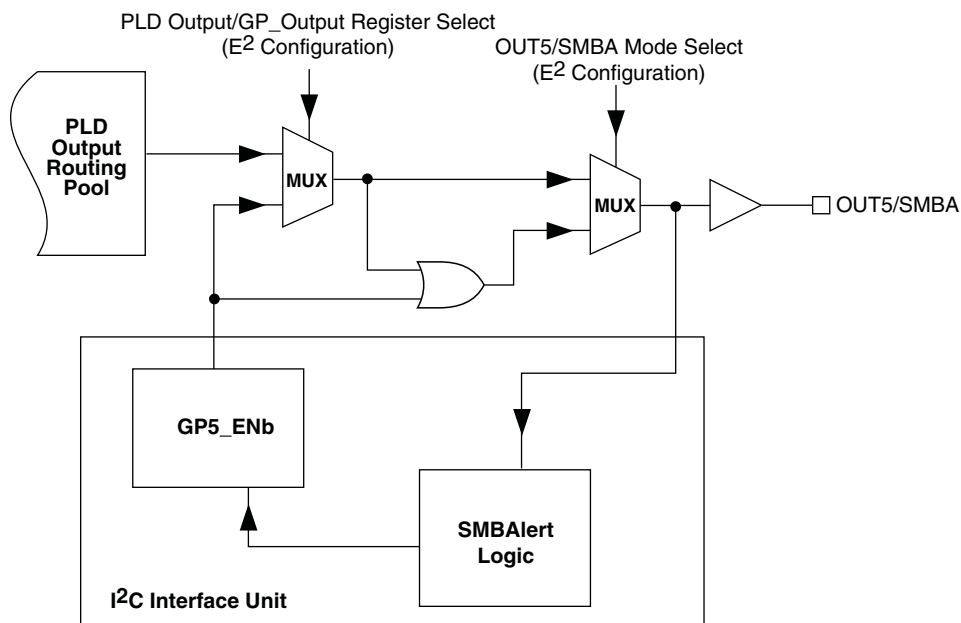 PLD Output/GP_Output Register Select
(E2 Configuration)
OUT5/SMBA Mode Select
(E2 Configuration)
PLD
Output
Routing
Pool
MUX
MUX
OUT5/SMBA
GP5_ENb
SMBAlert
Logic
I2C Interface Unit